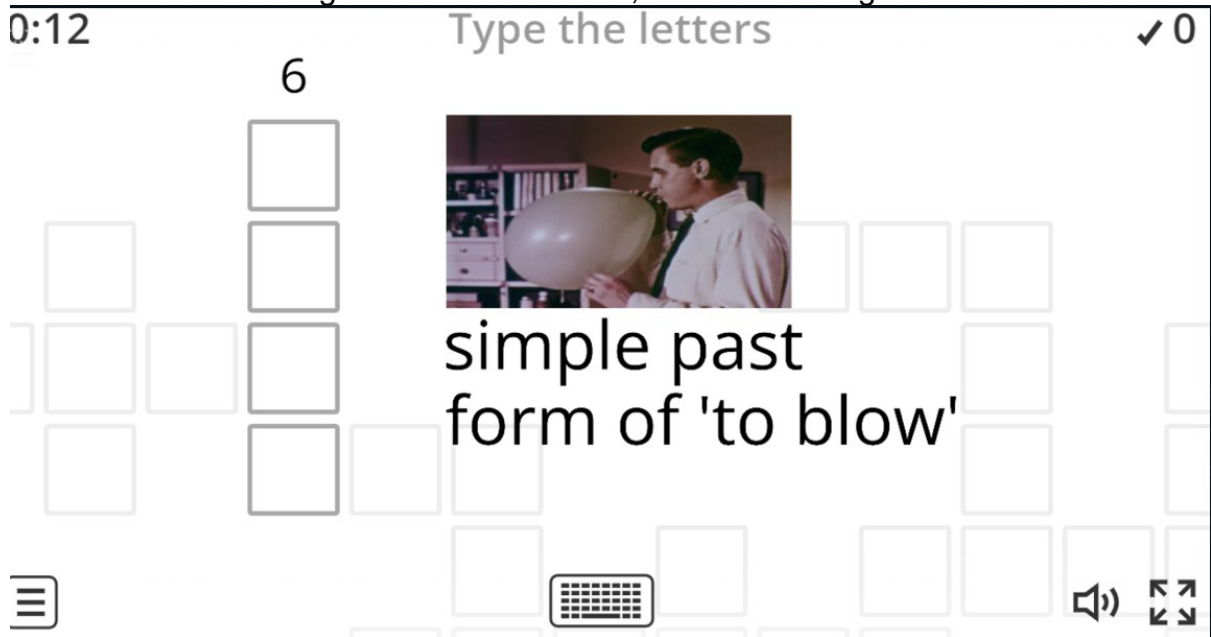 0:12
Type the letters
✓ 0
6
simple past
form of 'to blow'